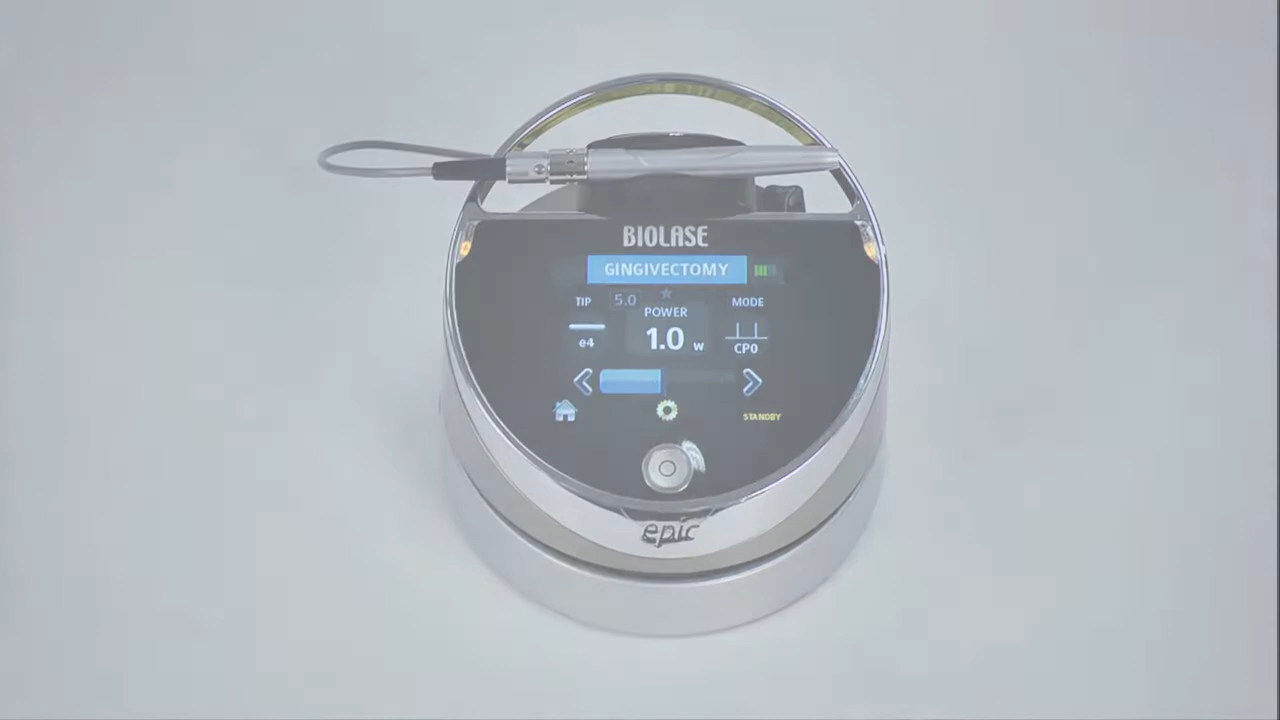 BIOLASE
GINGIVECTOMY
TIP 5.0 MODE
POWER
1.0 W
e4 CP0
STANDBY
epic